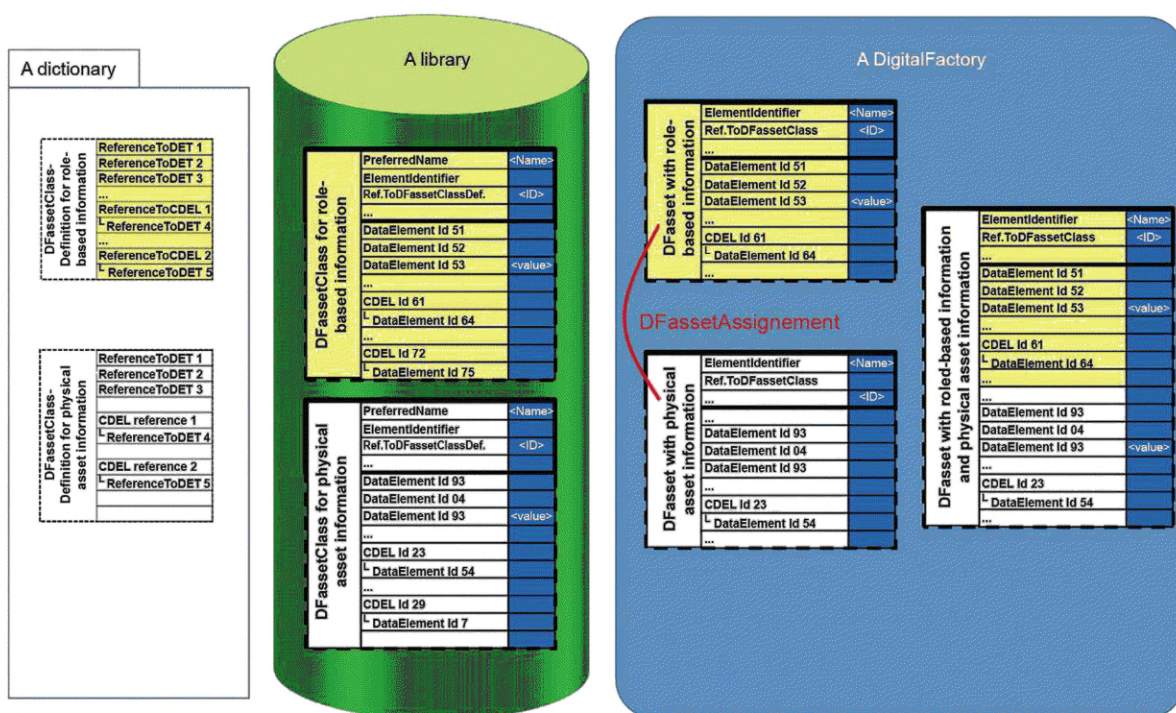 A dictionary
DFassetClass-
Definition for role-
based information
ReferenceToDET 1
ReferenceToDET 2
ReferenceToDET 3
...
ReferenceToCDEL 1
└ ReferenceToDET 4
...
ReferenceToCDEL 2
└ ReferenceToDET 5
DFassetClass-
Definition for physical
asset information
ReferenceToDET 1
ReferenceToDET 2
ReferenceToDET 3
CDEL reference 1
└ ReferenceToDET 4
CDEL reference 2
└ ReferenceToDET 5
A library
DFassetClass for role-
based information
PreferredName <Name>
ElementIdentifier
Ref.ToDFassetClassDef. <ID>
...
DataElement Id 51
DataElement Id 52
DataElement Id 53 <value>
...
CDEL Id 61
└ DataElement Id 64
...
CDEL Id 72
└ DataElement Id 75
DFassetClass for physical
asset information
PreferredName <Name>
ElementIdentifier
Ref.ToDFassetClassDef. <ID>
...
DataElement Id 93
DataElement Id 04
DataElement Id 93 <value>
...
CDEL Id 23
└ DataElement Id 54
...
CDEL Id 29
└ DataElement Id 7
A DigitalFactory
DFasset with role-
based information
ElementIdentifier <Name>
Ref.ToDFassetClass <ID>
...
DataElement Id 51
DataElement Id 52
DataElement Id 53 <value>
...
CDEL Id 61
└ DataElement Id 64
...
DFassetAssignement
DFasset with physical
asset information
ElementIdentifier <Name>
Ref.ToDFassetClass
... <ID>
...
DataElement Id 93
DataElement Id 04
DataElement Id 93
...
CDEL Id 23
└ DataElement Id 54
...
DFasset with roled-based information
and physical asset information
ElementIdentifier <Name>
Ref.ToDFassetClass <ID>
...
DataElement Id 51
DataElement Id 52
DataElement Id 53 <value>
...
CDEL Id 61
└ DataElement Id 64
...
...
DataElement Id 93
DataElement Id 04
DataElement Id 93 <value>
...
CDEL Id 23
└ DataElement Id 54
...